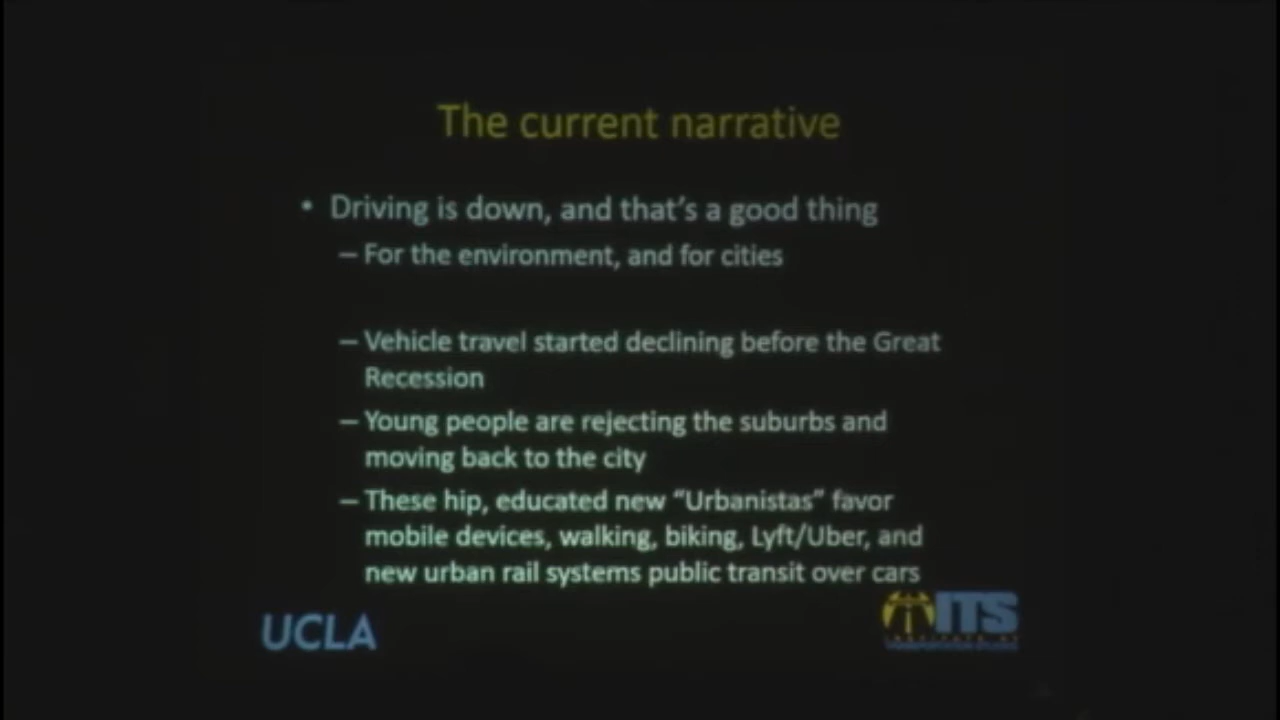 The current narrative
• Driving is down, and that's a good thing
– For the environment, and for cities
– Vehicle travel started declining before the Great
Recession
– Young people are rejecting the suburbs and
moving back to the city
– These hip, educated new “Urbanistas” favor
mobile devices, walking, biking, Lyft/Uber, and
new urban rail systems public transit over cars
UCLA
ITS